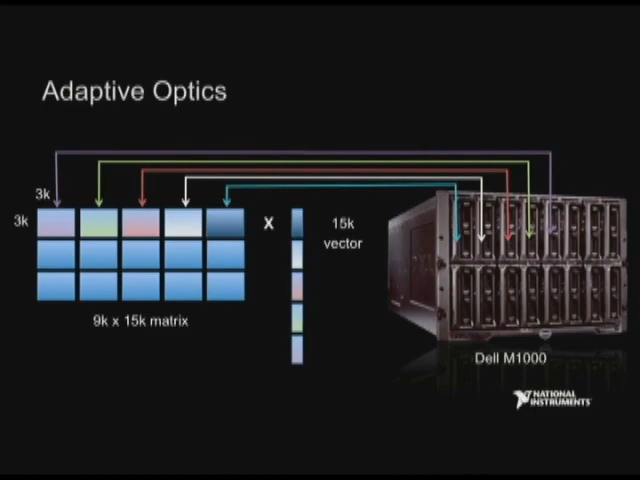 Adaptive Optics
3k
3k
X
15k
vector
9k x 15k matrix
Dell M1000
NATIONAL
INSTRUMENTS